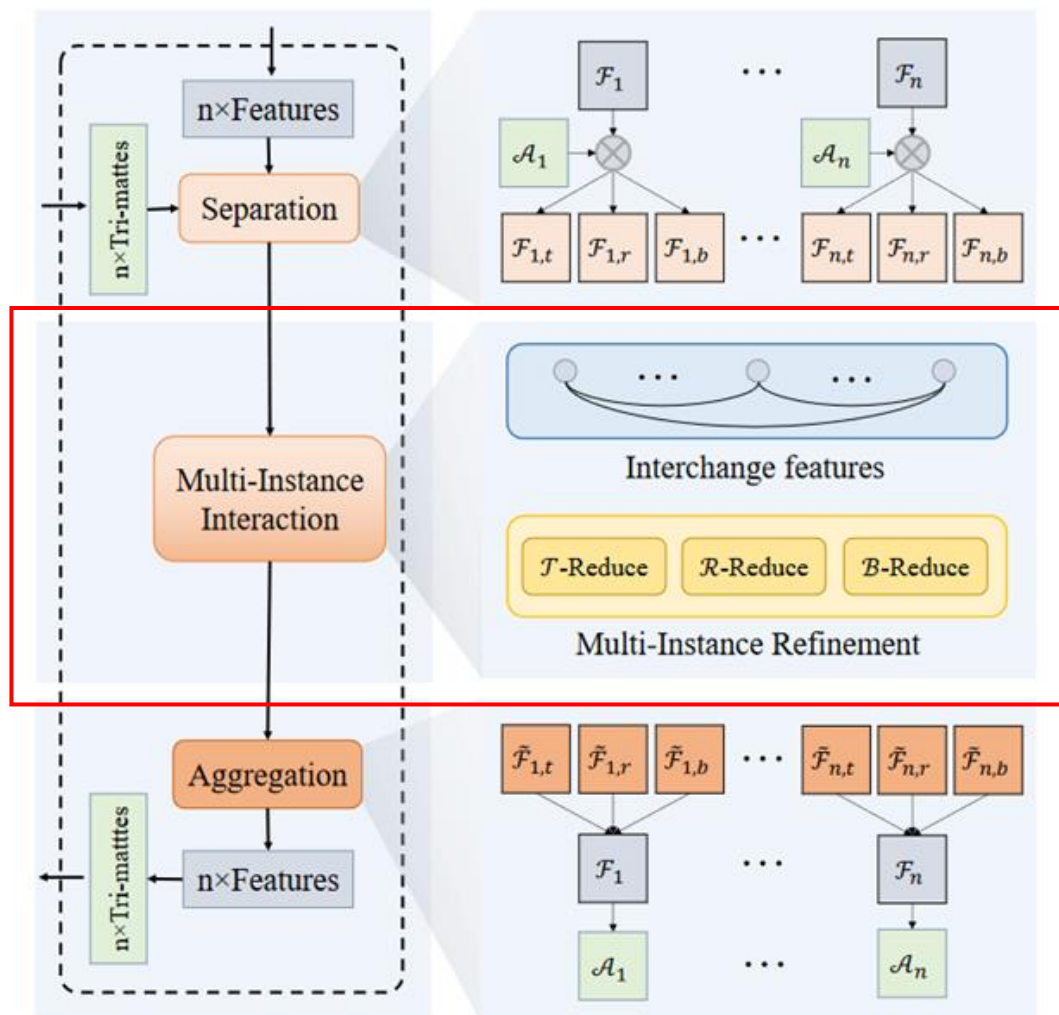 n×Features
n×Tri-mattes
Separation
Multi-Instance
Interaction
Aggregation
n×Features
n×Tri-matttes
ℱ₁ ··· ℱₙ
𝒜₁ 𝒜ₙ
ℱ₁,ₜ ℱ₁,ᵣ ℱ₁,b ··· ℱₙ,ₜ ℱₙ,ᵣ ℱₙ,b
··· ···
Interchange features
𝒯-Reduce ℛ-Reduce ℬ-Reduce
Multi-Instance Refinement
ℱ̃₁,ₜ ℱ̃₁,ᵣ ℱ̃₁,b ··· ℱ̃ₙ,ₜ ℱ̃ₙ,ᵣ ℱ̃ₙ,b
ℱ₁ ··· ℱₙ
𝒜₁ ··· 𝒜ₙ